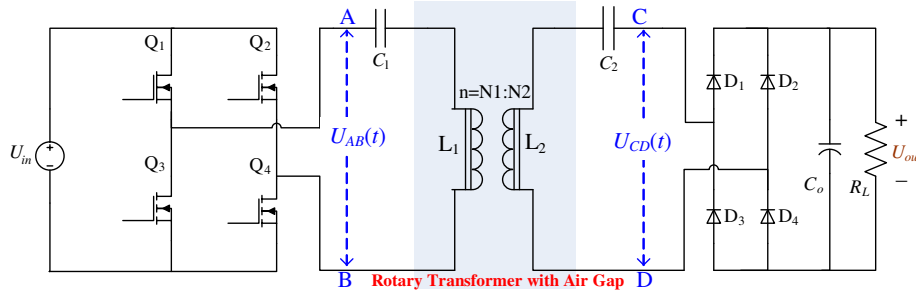 A
C
Q1
Q2
C1
C2
n=N1:N2
D1
D2
Uin
UAB(t)
L1
L2
UCD(t)
+
Uou
−
Q3
Q4
Co
RL
D3
D4
B
Rotary Transformer with Air Gap
D